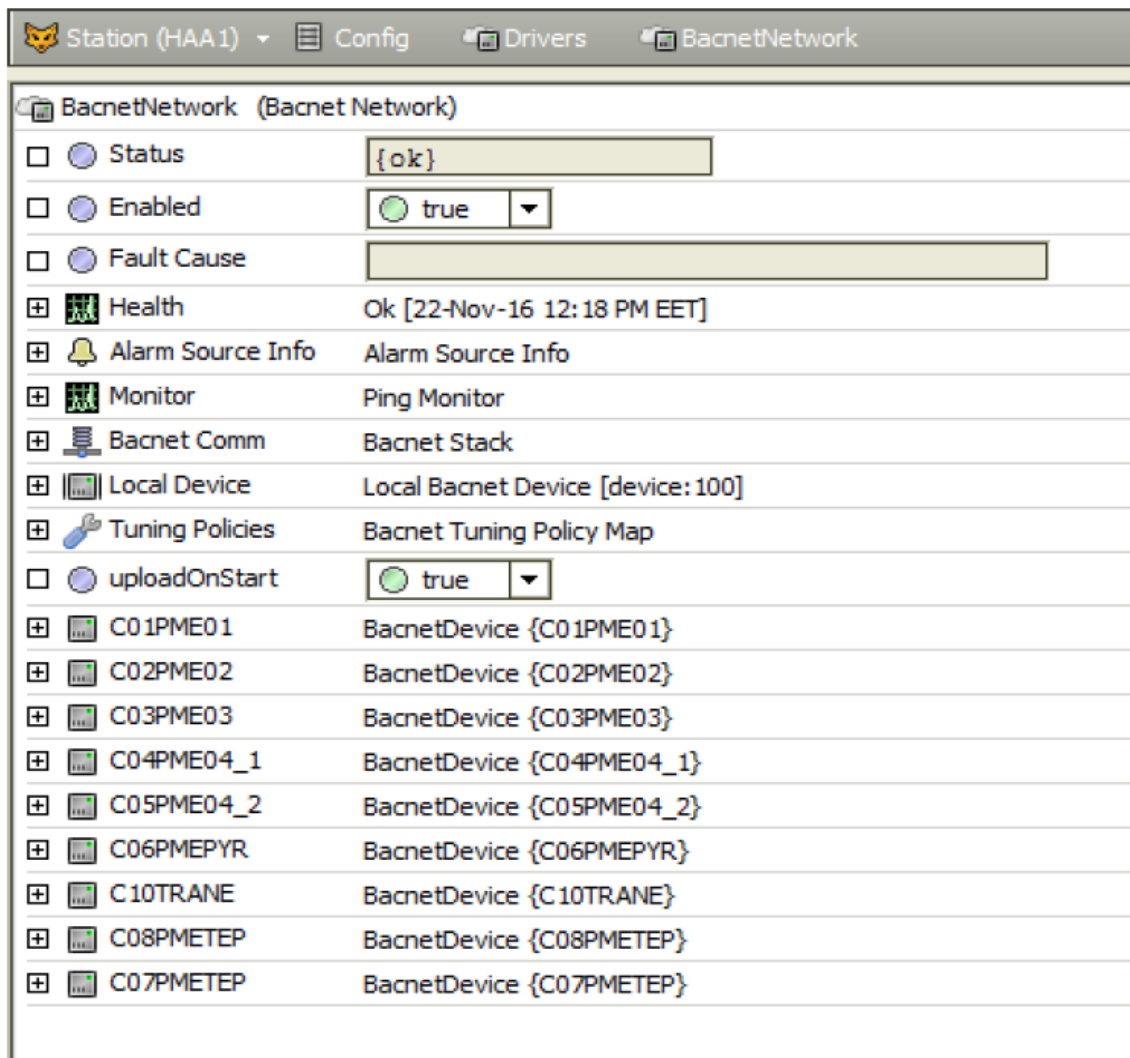 Station (HAA1) Config Drivers BacnetNetwork
BacnetNetwork (Bacnet Network)
Status {ok}
Enabled true
Fault Cause
Health Ok [22-Nov-16 12:18 PM EET]
Alarm Source Info Alarm Source Info
Monitor Ping Monitor
Bacnet Comm Bacnet Stack
Local Device Local Bacnet Device [device:100]
Tuning Policies Bacnet Tuning Policy Map
uploadOnStart true
C01PME01 BacnetDevice {C01PME01}
C02PME02 BacnetDevice {C02PME02}
C03PME03 BacnetDevice {C03PME03}
C04PME04_1 BacnetDevice {C04PME04_1}
C05PME04_2 BacnetDevice {C05PME04_2}
C06PMEPYR BacnetDevice {C06PMEPYR}
C10TRANE BacnetDevice {C10TRANE}
C08PMETEP BacnetDevice {C08PMETEP}
C07PMETEP BacnetDevice {C07PMETEP}